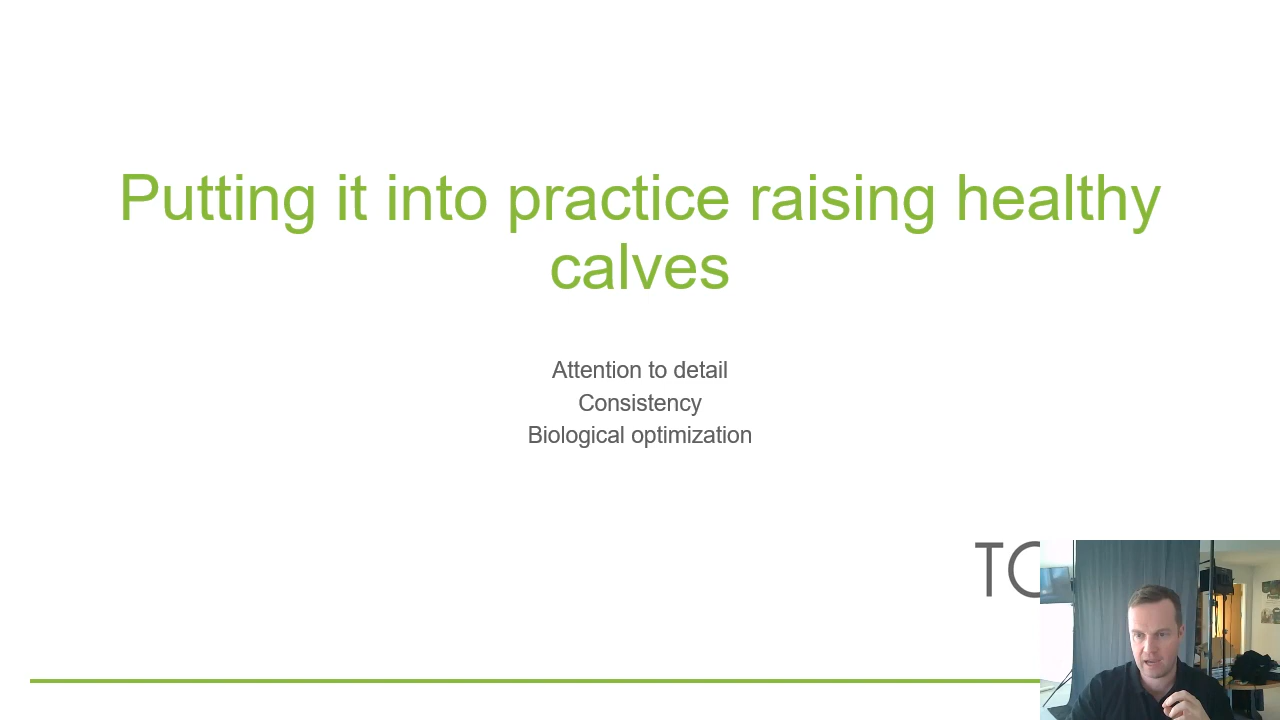 Putting it into practice raising healthy
calves
Attention to detail
Consistency
Biological optimization